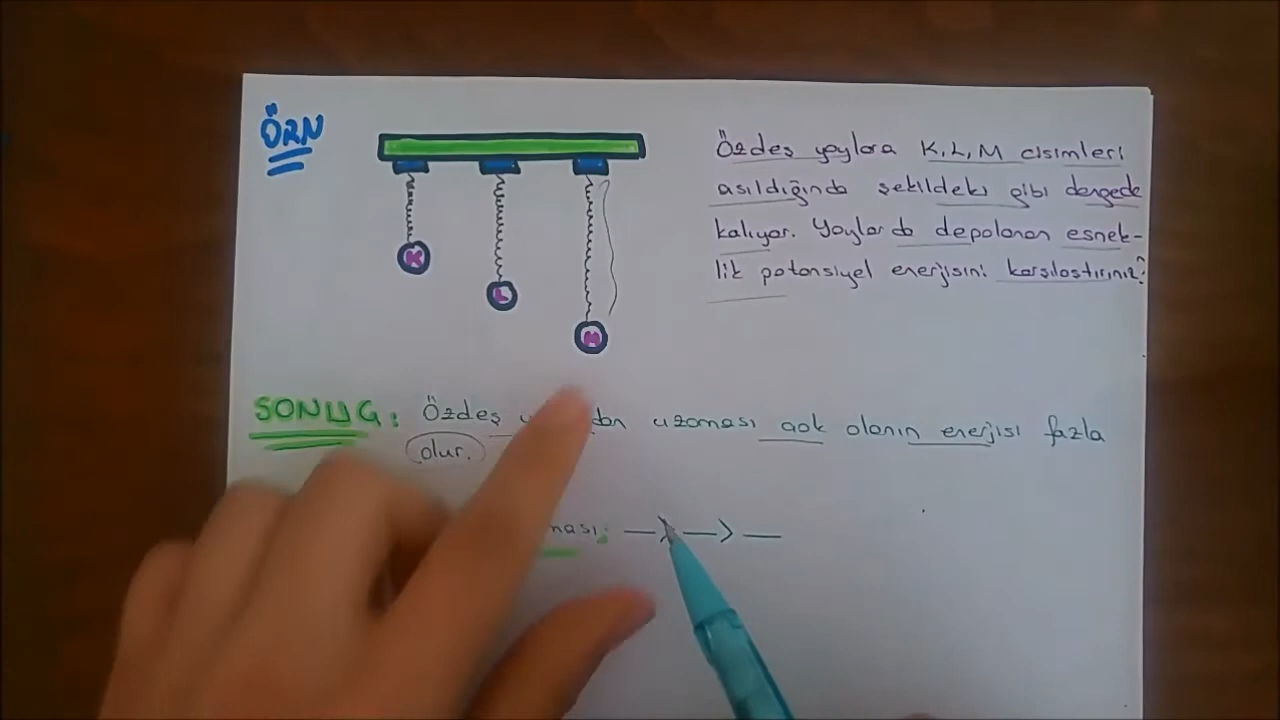 ÖRN
K
L
M
Özdeş yaylara K, L, M cisimleri
asıldığında şekildeki gibi dengede
kalıyor. Yaylarda depolanan esnek-
lik potansiyel enerjisini karşılaştırınız?
SONUÇ: Özdeş uzaması çok olanın enerjisi fazla
olur.
ması: — > — > —